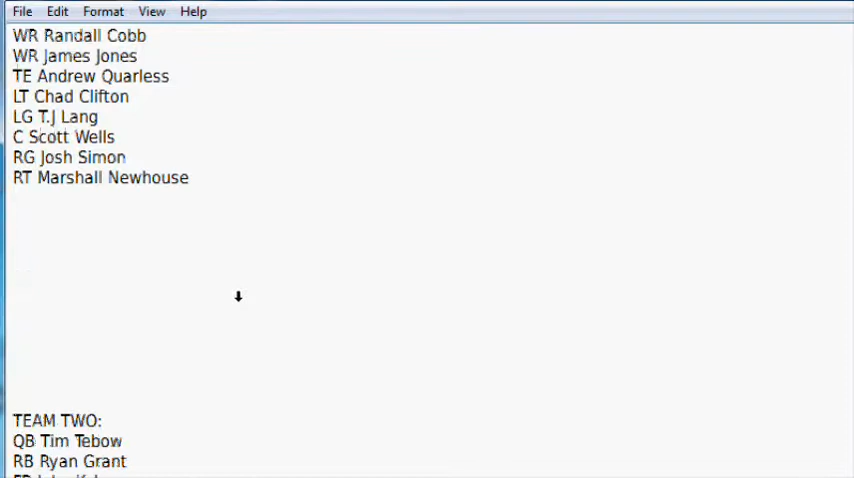 File Edit Format View Help
WR Randall Cobb
WR James Jones
TE Andrew Quarless
LT Chad Clifton
LG T.J Lang
C Scott Wells
RG Josh Simon
RT Marshall Newhouse
TEAM TWO:
QB Tim Tebow
RB Ryan Grant